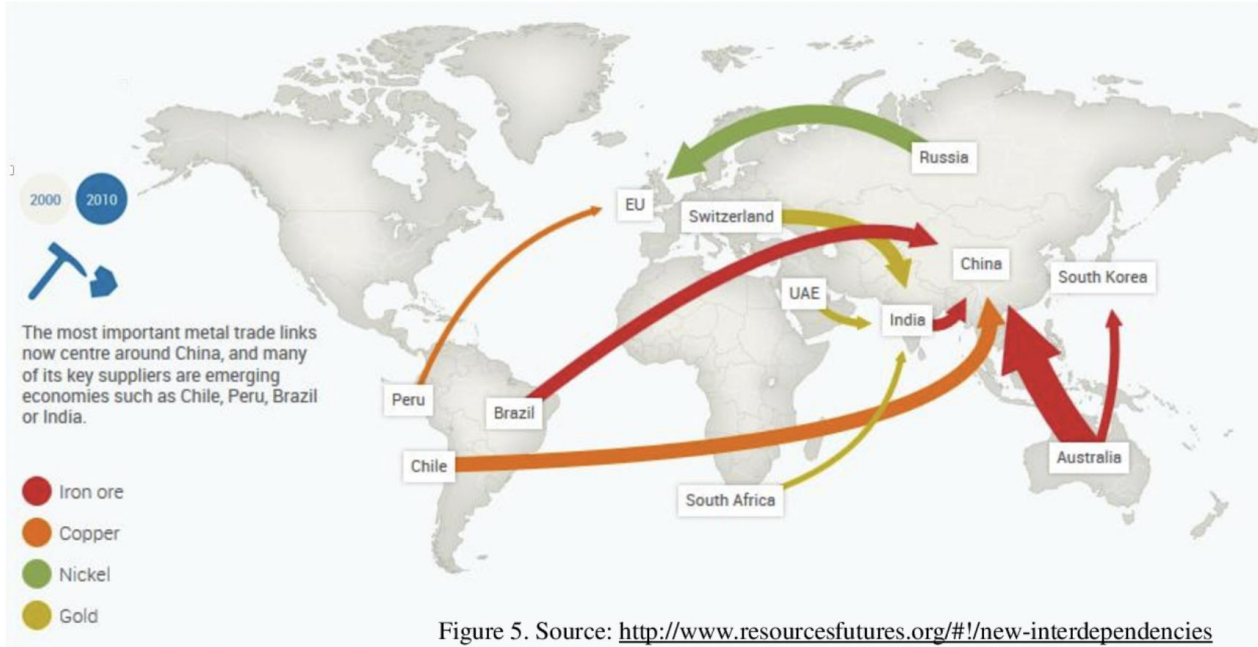 Russia
EU
2000
2010
Switzerland
China
South Korea
UAE
India
The most important metal trade links
now centre around China, and many
of its key suppliers are emerging
economies such as Chile, Peru, Brazil
or India.
Peru
Brazil
Chile
Australia
South Africa
Iron ore
Copper
Nickel
Gold
Figure 5. Source: http://www.resourcesfutures.org/#!/new-interdependencies